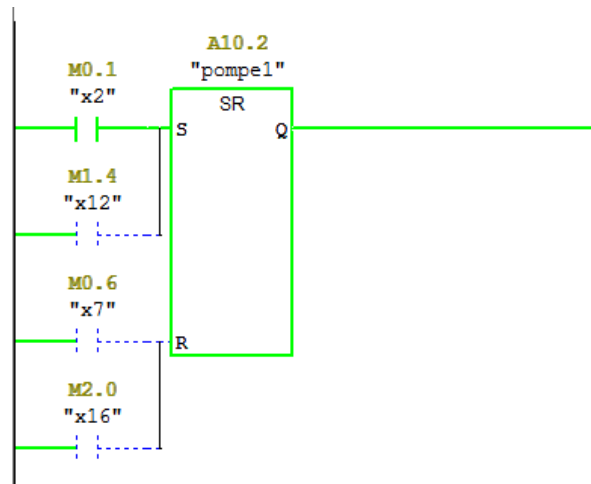 A10.2
"pompe1"
M0.1
"x2"
SR
S
Q
M1.4
"x12"
M0.6
"x7"
R
M2.0
"x16"